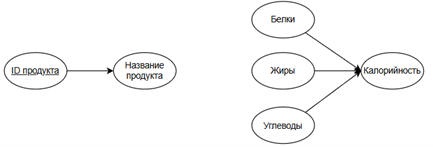 Белки
ID продукта
Название
продукта
Жиры
Калорийность
Углеводы